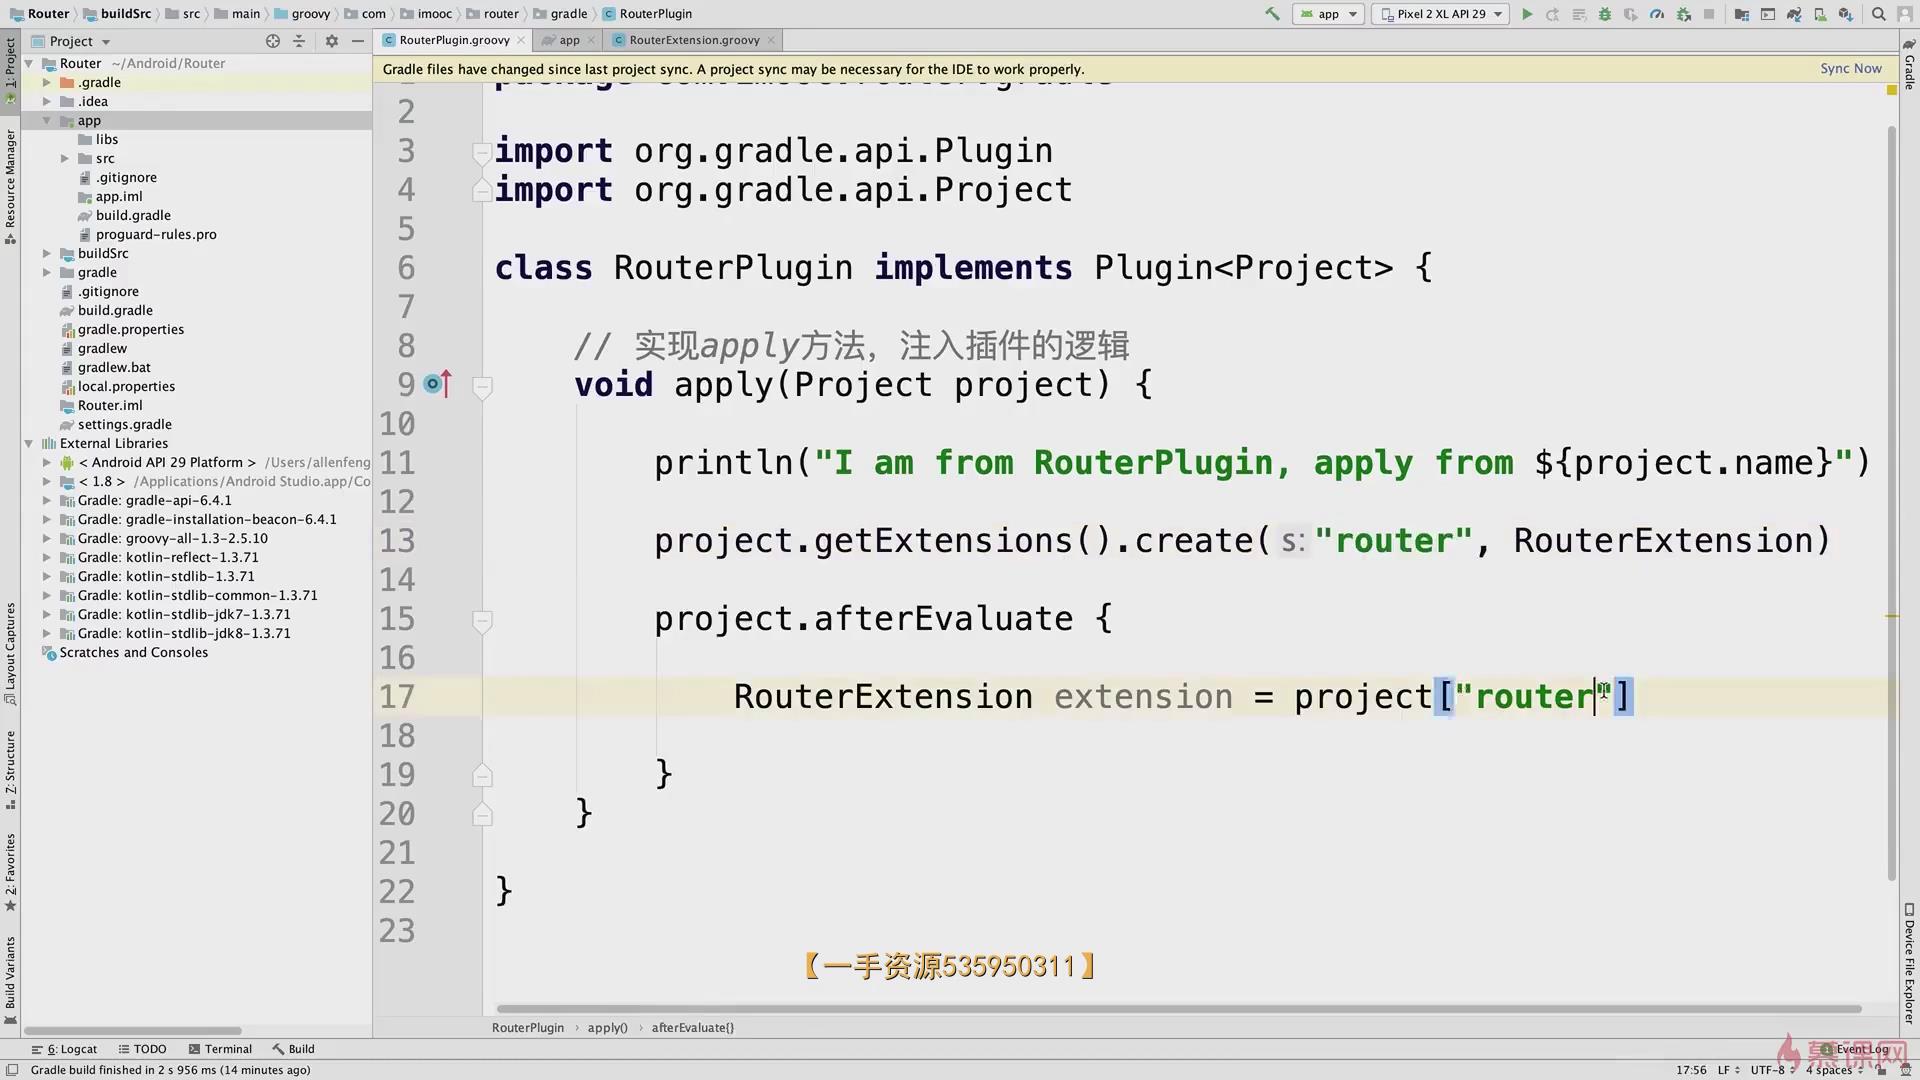 Router
buildSrc
src
main
groovy
com
imooc
router
gradle
RouterPlugin
app
Pixel 2 XL API 29
1: Project
Project
RouterPlugin.groovy
app
RouterExtension.groovy
Gradle
Gradle files have changed since last project sync. A project sync may be necessary for the IDE to work properly.
Sync Now
Router ~/Android/Router
.gradle
.idea
app
libs
src
.gitignore
app.iml
build.gradle
proguard-rules.pro
buildSrc
gradle
.gitignore
build.gradle
gradle.properties
gradlew
gradlew.bat
local.properties
Router.iml
settings.gradle
External Libraries
< Android API 29 Platform > /Users/allenfeng
< 1.8 > /Applications/Android Studio.app/Co
Gradle: gradle-api-6.4.1
Gradle: gradle-installation-beacon-6.4.1
Gradle: groovy-all-1.3-2.5.10
Gradle: kotlin-reflect-1.3.71
Gradle: kotlin-stdlib-1.3.71
Gradle: kotlin-stdlib-common-1.3.71
Gradle: kotlin-stdlib-jdk7-1.3.71
Gradle: kotlin-stdlib-jdk8-1.3.71
Scratches and Consoles
Resource Manager
Layout Captures
Z: Structure
2: Favorites
Build Variants
2
3 import org.gradle.api.Plugin
4 import org.gradle.api.Project
5
6 class RouterPlugin implements Plugin<Project> {
7
8 // 实现apply方法，注入插件的逻辑
9 void apply(Project project) {
10
11 println("I am from RouterPlugin, apply from ${project.name}")
12
13 project.getExtensions().create( s: "router", RouterExtension)
14
15 project.afterEvaluate {
16
17 RouterExtension extension = project["router"]
18
19 }
20 }
21
22 }
23
【一手资源535950311】
RouterPlugin › apply() › afterEvaluate{}
Device File Explorer
6: Logcat
TODO
Terminal
Build
Event Log
慕课网
Gradle build finished in 2 s 956 ms (14 minutes ago)
17:56 LF UTF-8 4 spaces